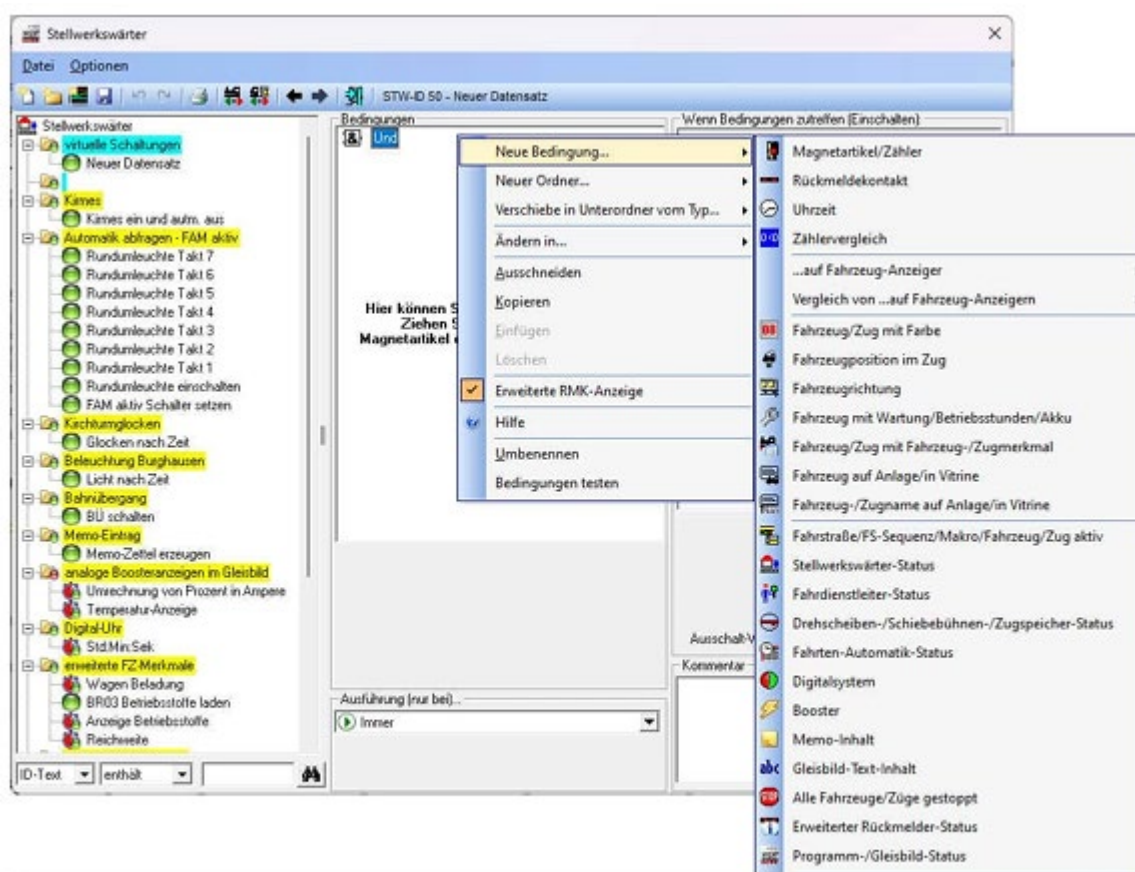 Stellwerkswärter
Datei Optionen
STW-ID 50 - Neuer Datensatz
Stellwerkswärter
virtuelle Schaltungen
Neuer Datensatz
Kirmes
Kirmes ein und autm. aus
Automatik abfragen - FAM aktiv
Rundumleuchte Takt 7
Rundumleuchte Takt 6
Rundumleuchte Takt 5
Rundumleuchte Takt 4
Rundumleuchte Takt 3
Rundumleuchte Takt 2
Rundumleuchte Takt 1
Rundumleuchte einschalten
FAM aktiv Schalter setzen
Kirchturmglocken
Glocken nach Zeit
Beleuchtung Burghausen
Licht nach Zeit
Bahnübergang
BÜ schalten
Memo-Eintrag
Memo-Zettel erzeugen
analoge Boosteranzeigen im Gleisbild
Umrechnung von Prozent in Ampere
Temperatur-Anzeige
Digital-Uhr
Std:Min:Sek
erweiterte FZ-Merkmale
Wagen Beladung
BR03 Betriebsstoffe laden
Anzeige Betriebsstoffe
Reichweite
ID-Text enthält
Bedingungen
Und
Hier können S
Ziehen S
Magnetartikel
Ausführung (nur bei)...
Immer
Wenn Bedingungen zutreffen (Einschalten)
Ausschalt-V
Kommentar
Neue Bedingung...
Neuer Ordner...
Verschiebe in Unterordner vom Typ...
Ändern in...
Ausschneiden
Kopieren
Einfügen
Löschen
Erweiterte RMK-Anzeige
Hilfe
Umbenennen
Bedingungen testen
Magnetartikel/Zähler
Rückmeldekontakt
Uhrzeit
Zählervergleich
...auf Fahrzeug-Anzeiger
Vergleich von ...auf Fahrzeug-Anzeigern
Fahrzeug/Zug mit Farbe
Fahrzeugposition im Zug
Fahrzeugrichtung
Fahrzeug mit Wartung/Betriebsstunden/Akku
Fahrzeug/Zug mit Fahrzeug-/Zugmerkmal
Fahrzeug auf Anlage/in Vitrine
Fahrzeug-/Zugname auf Anlage/in Vitrine
Fahrstraße/FS-Sequenz/Makro/Fahrzeug/Zug aktiv
Stellwerkswärter-Status
Fahrdienstleiter-Status
Drehscheiben-/Schiebebühnen-/Zugspeicher-Status
Fahrten-Automatik-Status
Digitalsystem
Booster
Memo-Inhalt
abc Gleisbild-Text-Inhalt
Alle Fahrzeuge/Züge gestoppt
Erweiterter Rückmelder-Status
Programm-/Gleisbild-Status